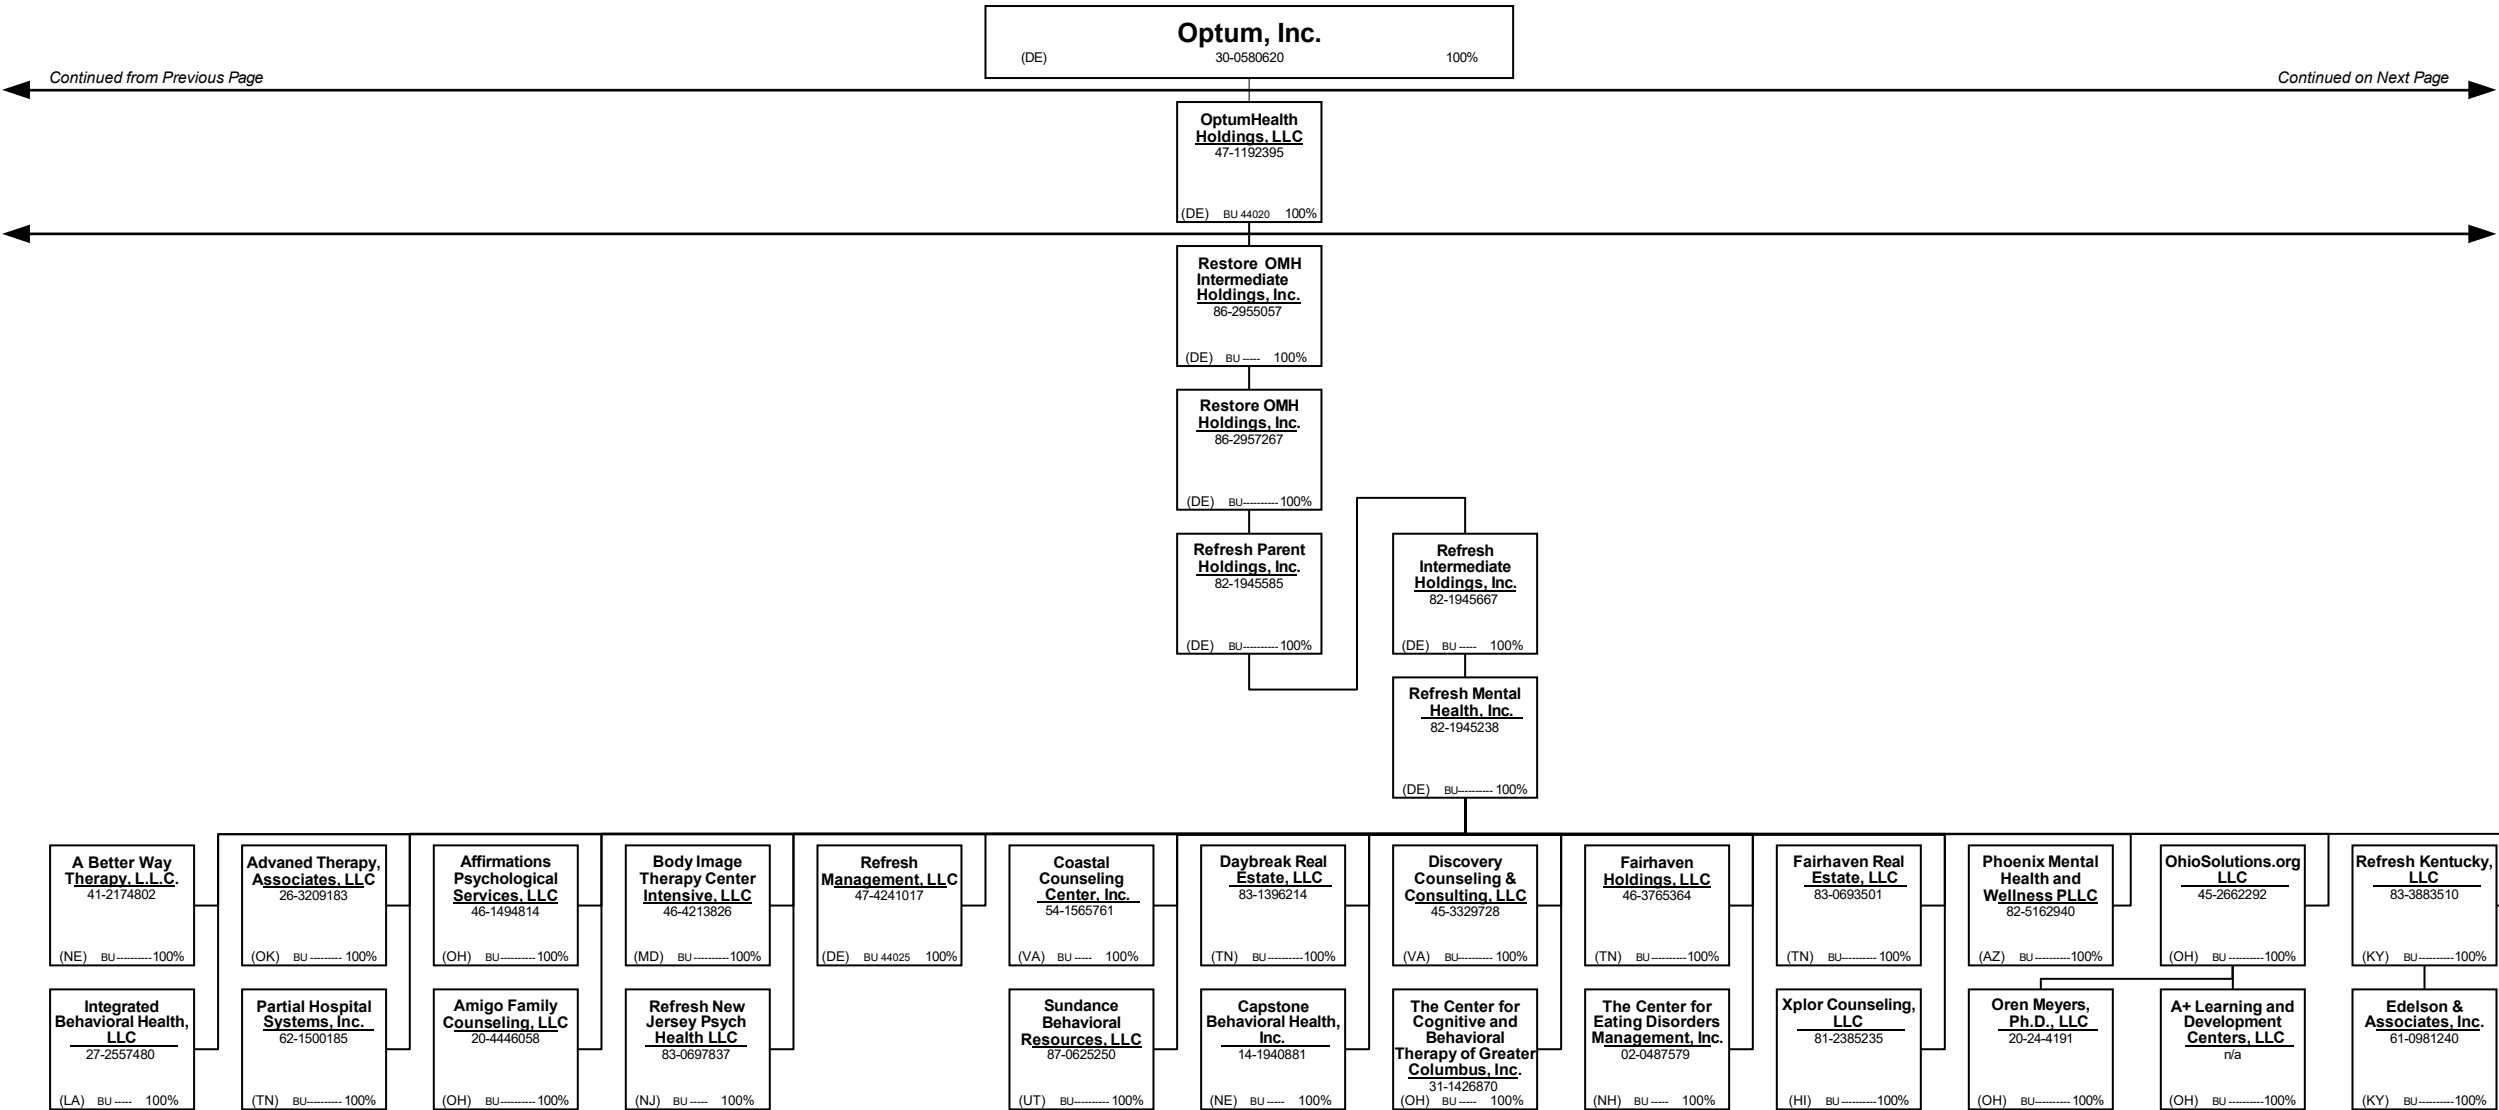 Optum, Inc.
(DE) 30-0580620 100%
Continued from Previous Page
Continued on Next Page
OptumHealth
Holdings, LLC
47-1192395
(DE) BU 44020 100%
Restore OMH
Intermediate
Holdings, Inc.
86-2955057
(DE) BU ----- 100%
Restore OMH
Holdings, Inc.
86-2957267
(DE) BU---------- 100%
Refresh Parent
Holdings, Inc.
82-1945585
(DE) BU---------- 100%
Refresh
Intermediate
Holdings, Inc.
82-1945667
(DE) BU ----- 100%
Refresh Mental
Health, Inc.
82-1945238
(DE) BU---------- 100%
A Better Way
Therapy, L.L.C.
41-2174802
(NE) BU ----------100%
Advaned Therapy,
Associates, LLC
26-3209183
(OK) BU --------- 100%
Affirmations
Psychological
Services, LLC
46-1494814
(OH) BU----------100%
Body Image
Therapy Center
Intensive, LLC
46-4213826
(MD) BU ----------100%
Refresh
Management, LLC
47-4241017
(DE) BU 44025 100%
Coastal
Counseling
Center, Inc.
54-1565761
(VA) BU ----- 100%
Daybreak Real
Estate, LLC
83-1396214
(TN) BU----------100%
Discovery
Counseling &
Consulting, LLC
45-3329728
(VA) BU---------- 100%
Fairhaven
Holdings, LLC
46-3765364
(TN) BU ----------100%
Fairhaven Real
Estate, LLC
83-0693501
(TN) BU---------- 100%
Phoenix Mental
Health and
Wellness PLLC
82-5162940
(AZ) BU ----------100%
OhioSolutions.org
LLC
45-2662292
(OH) BU ----------100%
Refresh Kentucky,
LLC
83-3883510
(KY) BU----------100%
Integrated
Behavioral Health,
LLC
27-2557480
(LA) BU ----- 100%
Partial Hospital
Systems, Inc.
62-1500185
(TN) BU---------- 100%
Amigo Family
Counseling, LLC
20-4446058
(OH) BU----------100%
Refresh New
Jersey Psych
Health LLC
83-0697837
(NJ) BU ----- 100%
Sundance
Behavioral
Resources, LLC
87-0625250
(UT) BU---------- 100%
Capstone
Behavioral Health,
Inc.
14-1940881
(NE) BU ----- 100%
The Center for
Cognitive and
Behavioral
Therapy of Greater
Columbus, Inc.
31-1426870
(OH) BU ----- 100%
The Center for
Eating Disorders
Management, Inc.
02-0487579
(NH) BU ----- 100%
Xplor Counseling,
LLC
81-2385235
(HI) BU ----------100%
Oren Meyers,
Ph.D., LLC
20-24-4191
(OH) BU---------- 100%
A+ Learning and
Development
Centers, LLC
n/a
(OH) BU ----------100%
Edelson &
Associates, Inc.
61-0981240
(KY) BU----------100%